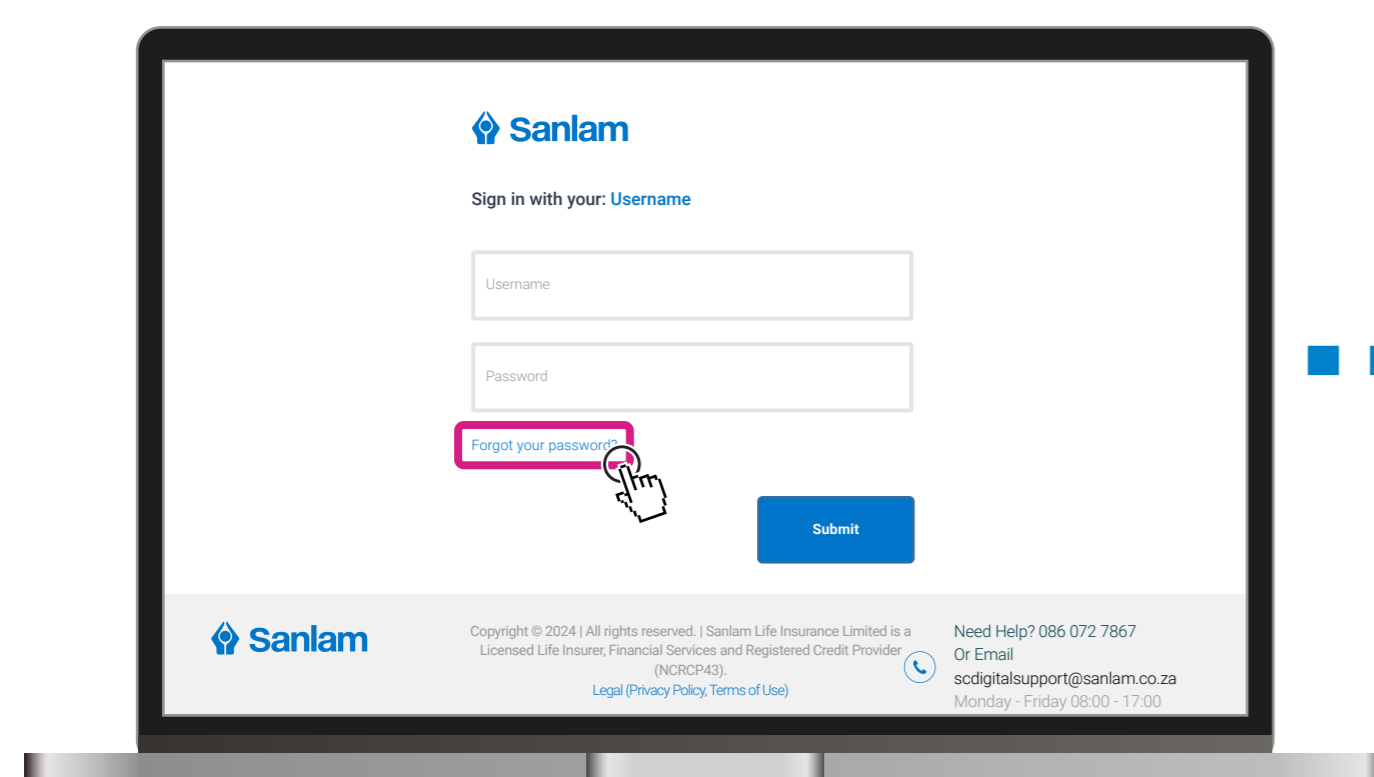 Sanlam
Sign in with your: Username
Username
Password
Forgot your password?
Submit
Sanlam
Copyright © 2024 | All rights reserved. | Sanlam Life Insurance Limited is a
Licensed Life Insurer, Financial Services and Registered Credit Provider
(NCRCP43).
Legal (Privacy Policy, Terms of Use)
Need Help? 086 072 7867
Or Email
scdigitalsupport@sanlam.co.za
Monday - Friday 08:00 - 17:00